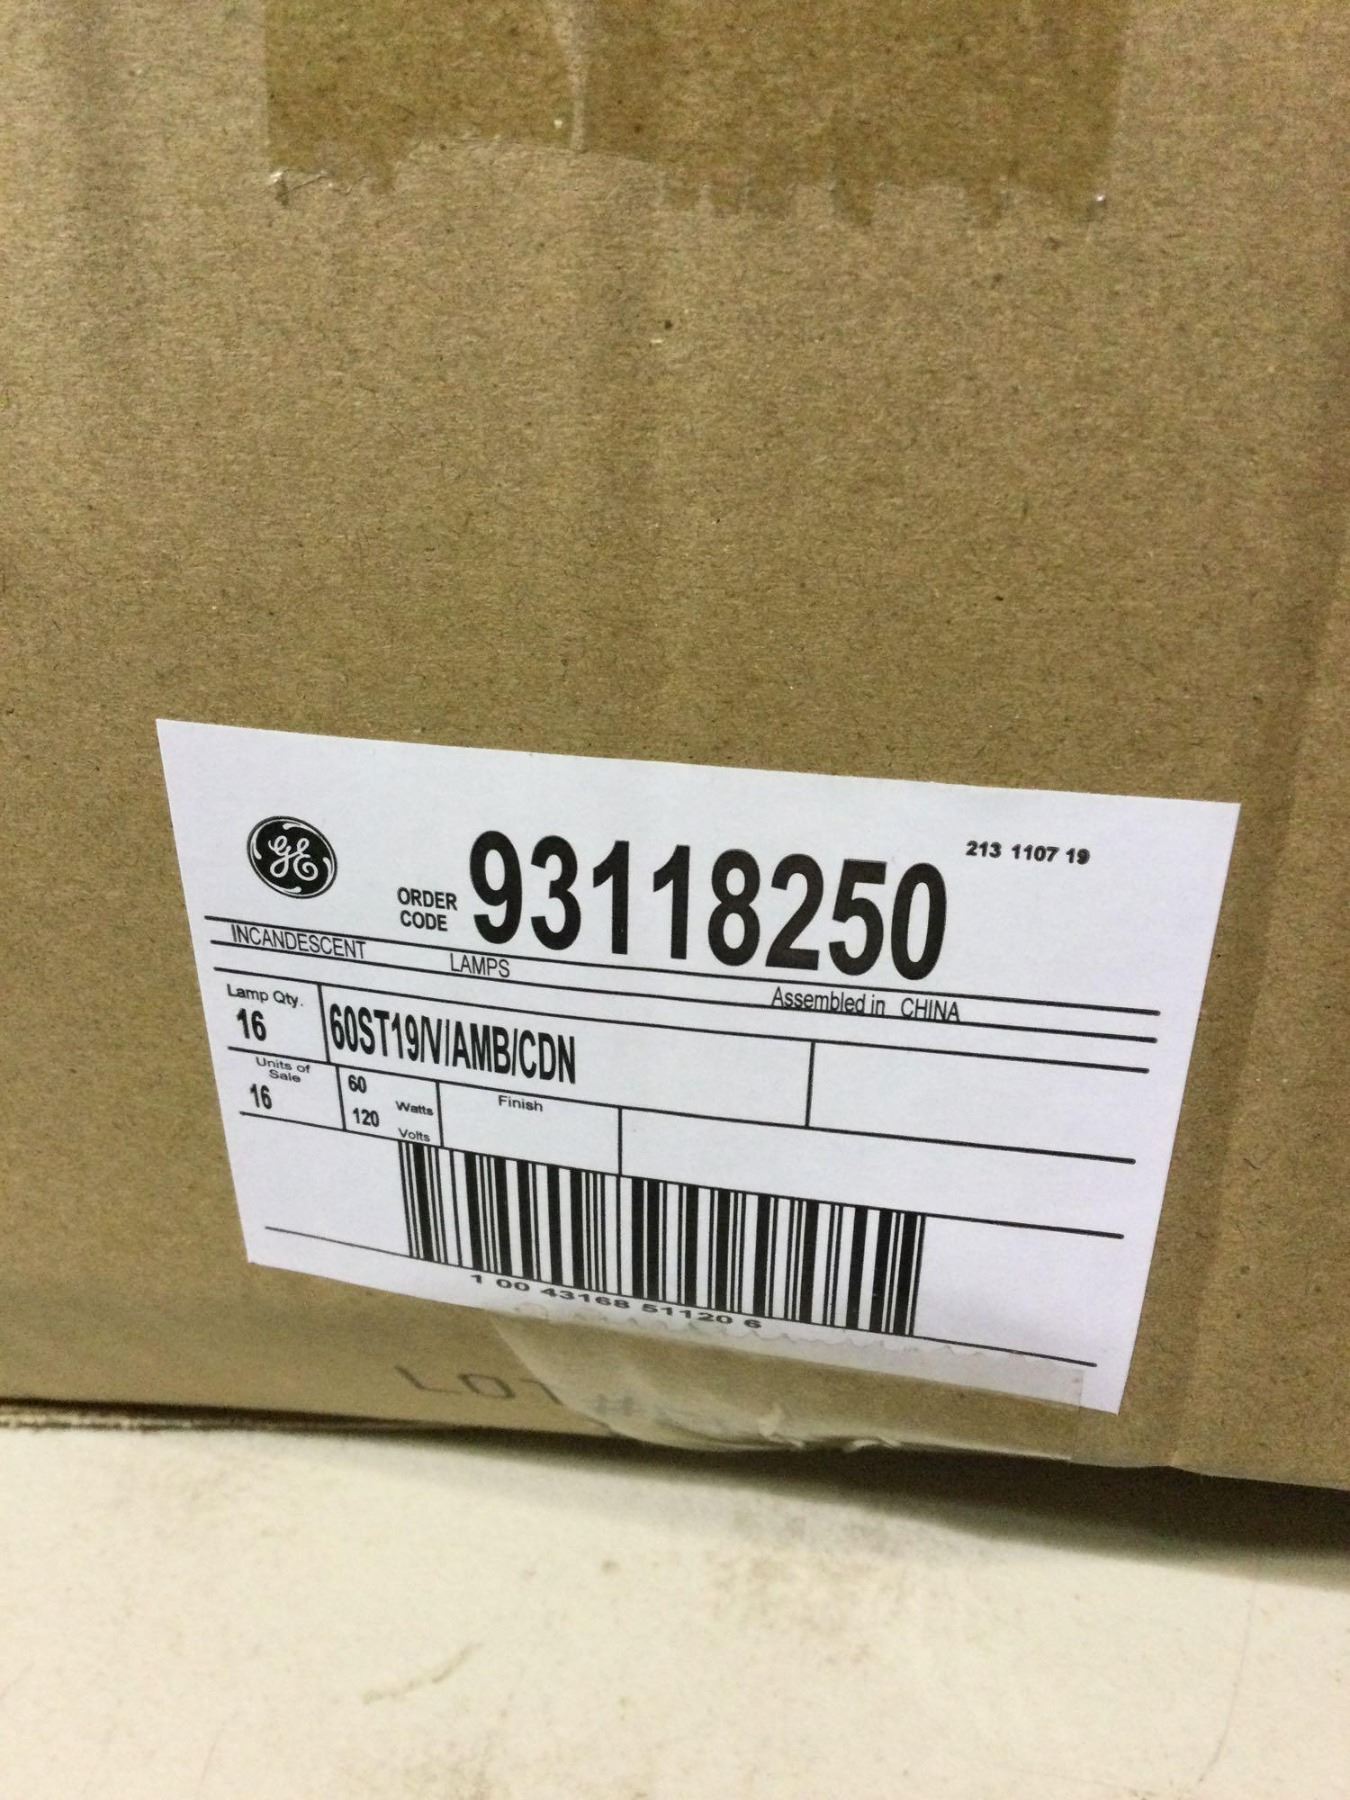 GE
213 1107 19
ORDER CODE 93118250
INCANDESCENT LAMPS
Assembled in CHINA
Lamp Qty.
16
60ST19/V/AMB/CDN
Units of Sale
16
60 Watts
120 Volts
Finish
1 00 43168 51120 6
LOT #